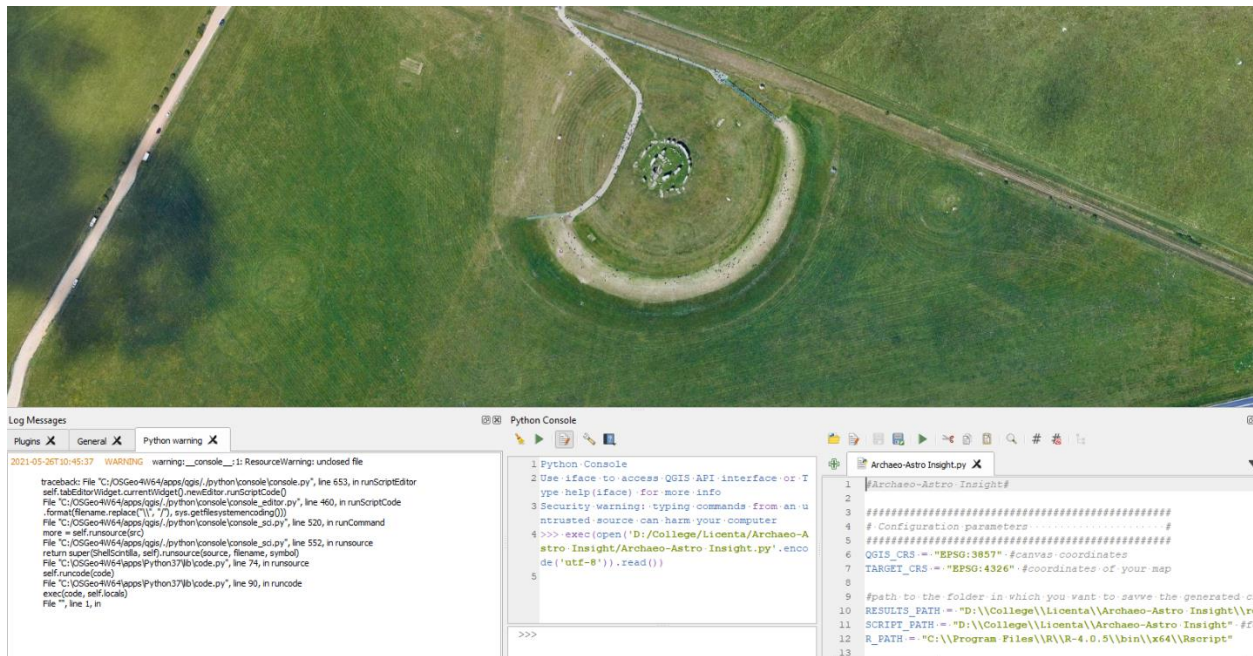 Log Messages
Plugins
General
Python warning
2021-05-26T10:45:37 WARNING warning:__console__:1: ResourceWarning: unclosed file
traceback: File "C:/OSGeo4W64/apps/qgis/./python\console\console.py", line 653, in runScriptEditor
self.tabEditorWidget.currentWidget().newEditor.runScriptCode()
File "C:/OSGeo4W64/apps/qgis/./python\console\console_editor.py", line 460, in runScriptCode
.format(filename.replace("\\", "/"), sys.getfilesystemencoding()))
File "C:/OSGeo4W64/apps/qgis/./python\console\console_sci.py", line 520, in runCommand
more = self.runsource(src)
File "C:/OSGeo4W64/apps/qgis/./python\console\console_sci.py", line 552, in runsource
return super(ShellScintilla, self).runsource(source, filename, symbol)
File "C:\OSGeo4W64\apps\Python37\lib\code.py", line 74, in runsource
self.runcode(code)
File "C:\OSGeo4W64\apps\Python37\lib\code.py", line 90, in runcode
exec(code, self.locals)
File "", line 1, in
Python Console
1 Python Console
2 Use iface to access QGIS API interface or T
ype help(iface) for more info
3 Security warning: typing commands from an u
ntrusted source can harm your computer
4 >>> exec(open('D:/College/Licenta/Archaeo-A
stro Insight/Archaeo-Astro Insight.py'.enco
de('utf-8')).read())
5
>>>
Archaeo-Astro Insight.py
1 #Archaeo-Astro Insight#
2
3 ##############################################
4 # Configuration parameters #
5 ##############################################
6 QGIS_CRS = "EPSG:3857" #canvas coordinates
7 TARGET_CRS = "EPSG:4326" #coordinates of your map
8
9 #path to the folder in which you want to savve the generated c
10 RESULTS_PATH = "D:\\College\\Licenta\\Archaeo-Astro Insight\\r
11 SCRIPT_PATH = "D:\\College\\Licenta\\Archaeo-Astro Insight" #f
12 R_PATH = "C:\\Program Files\\R\\R-4.0.5\\bin\\x64\\Rscript"
13